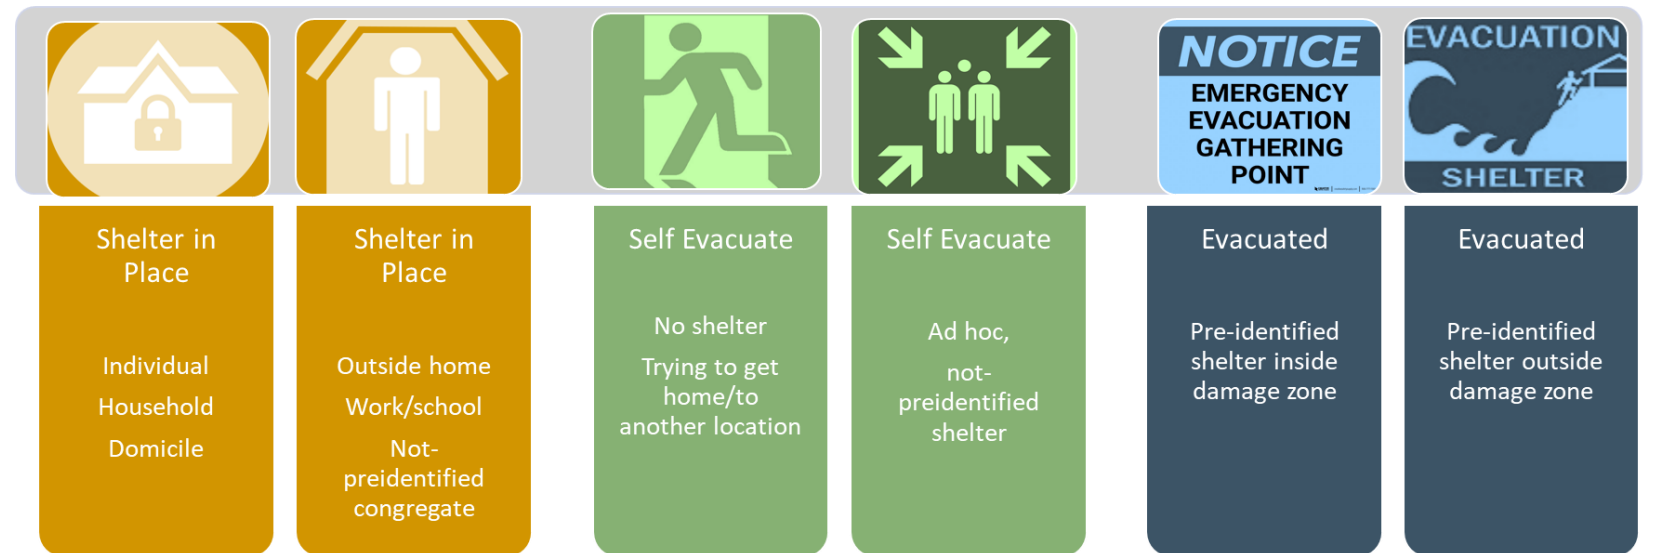 NOTICE
EMERGENCY
EVACUATION
GATHERING
POINT
EVACUATION
SHELTER
Shelter in
Place
Individual
Household
Domicile
Shelter in
Place
Outside home
Work/school
Not-
preidentified
congregate
Self Evacuate
No shelter
Trying to get
home/to
another location
Self Evacuate
Ad hoc,
not-
preidentified
shelter
Evacuated
Pre-identified
shelter inside
damage zone
Evacuated
Pre-identified
shelter outside
damage zone